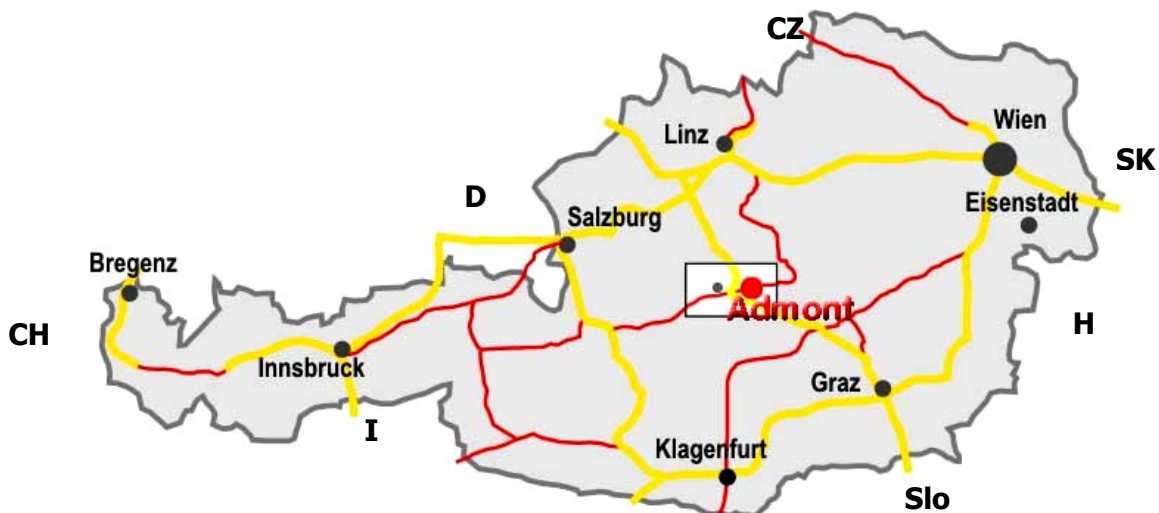 CZ
Linz
Wien
SK
D
Eisenstadt
Salzburg
Bregenz
Admont
H
CH
Innsbruck
Graz
I
Klagenfurt
Slo